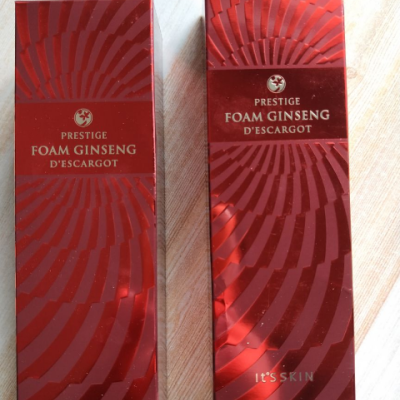 PRESTIGE
FOAM GINSENG
D'ESCARGOT
PRESTIGE
FOAM GINSENG
D'ESCARGOT
It'S SKIN